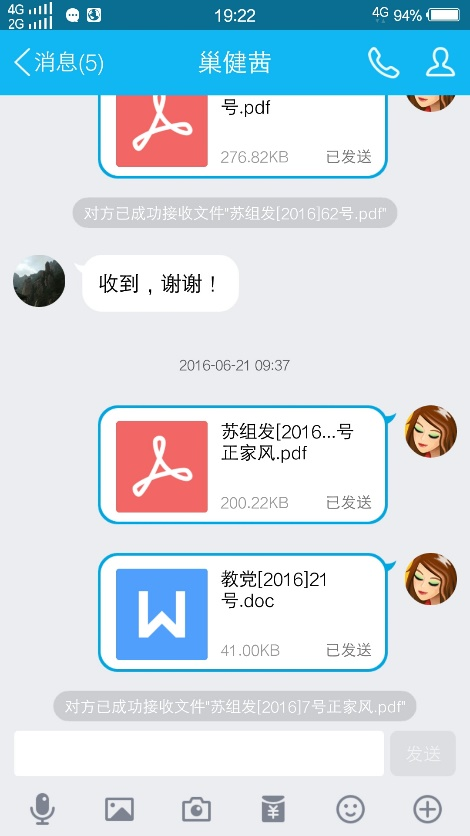 4G
2G
19:22
4G 94%
消息(5)
巢健茜
号.pdf
276.82KB 已发送
对方已成功接收文件"苏组发[2016]62号.pdf"
收到，谢谢！
2016-06-21 09:37
苏组发[2016...号
正家风.pdf
200.22KB 已发送
教党[2016]21
号.doc
41.00KB 已发送
对方已成功接收文件"苏组发[2016]7号正家风.pdf"
发送